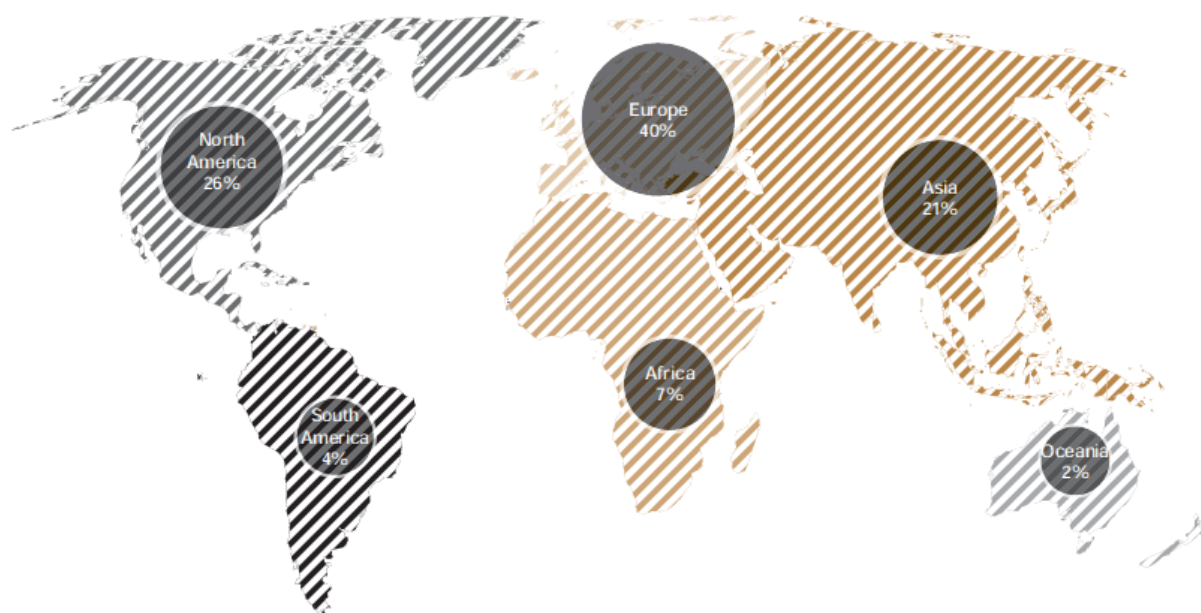 North
America
26%
Europe
40%
Asia
21%
Africa
7%
South
America
4%
Oceania
2%